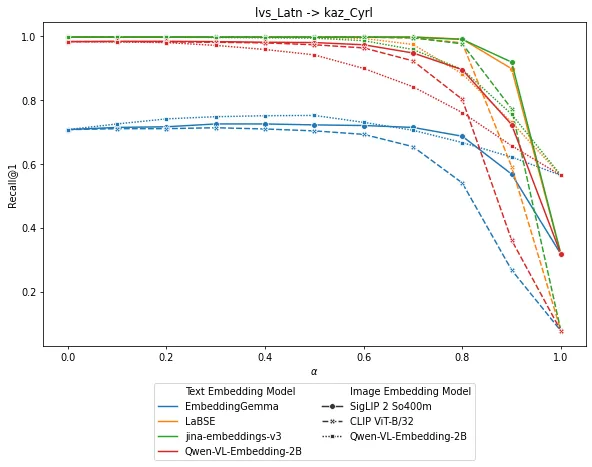 lvs_Latn -> kaz_Cyrl
Recall@1
1.0
0.8
0.6
0.4
0.2
0.0 0.2 0.4 0.6 0.8 1.0
α
Text Embedding Model
EmbeddingGemma
LaBSE
jina-embeddings-v3
Qwen-VL-Embedding-2B
Image Embedding Model
SigLIP 2 So400m
CLIP ViT-B/32
Qwen-VL-Embedding-2B